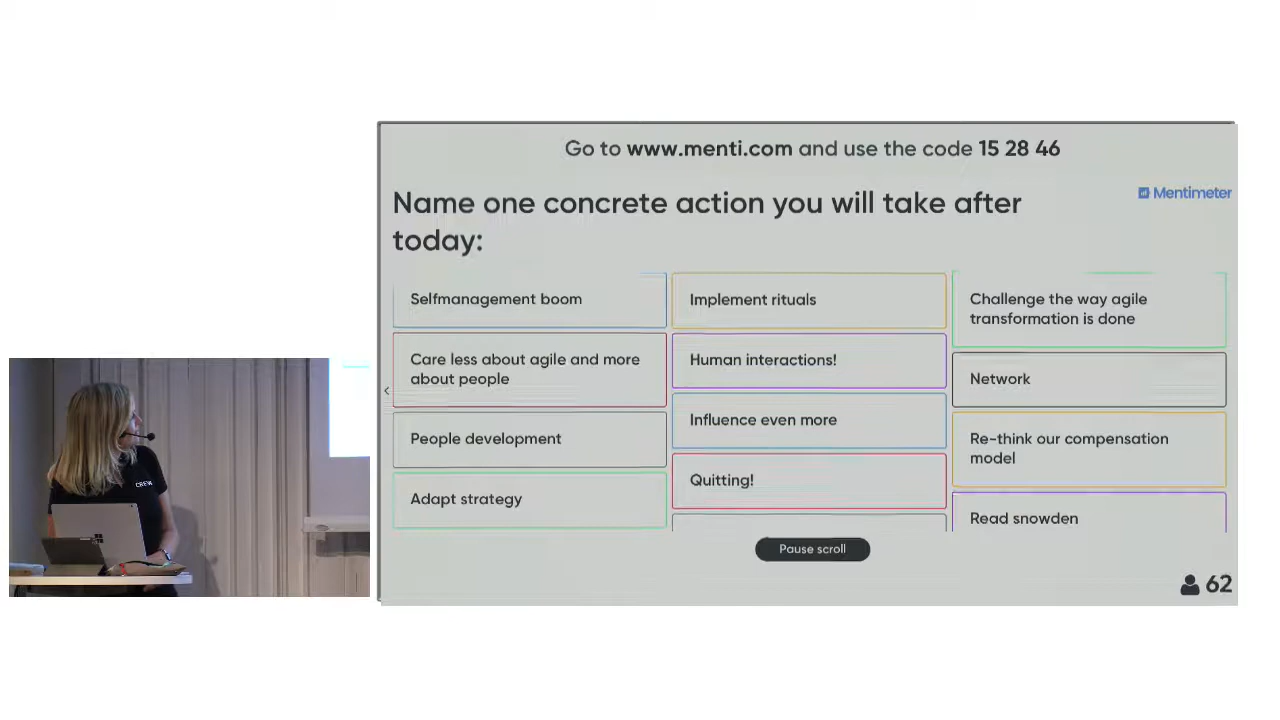 Go to www.menti.com and use the code 15 28 46
Mentimeter
Name one concrete action you will take after
today:
Selfmanagement boom
Care less about agile and more
about people
People development
Adapt strategy
Implement rituals
Human interactions!
Influence even more
Quitting!
Challenge the way agile
transformation is done
Network
Re-think our compensation
model
Read snowden
Pause scroll
62
CREW